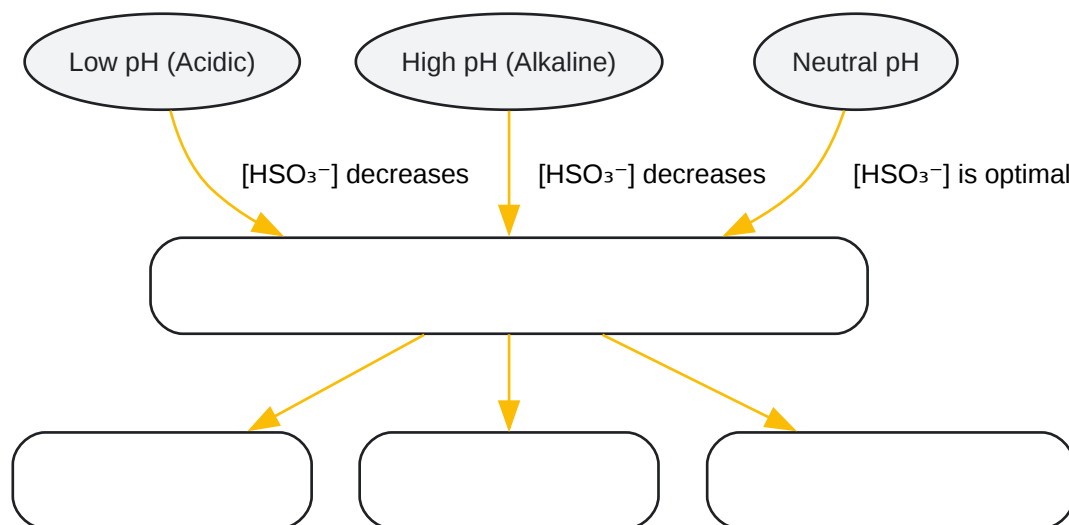 Low pH (Acidic)
High pH (Alkaline)
Neutral pH
[HSO₃⁻] decreases
[HSO₃⁻] decreases
[HSO₃⁻] is optimal